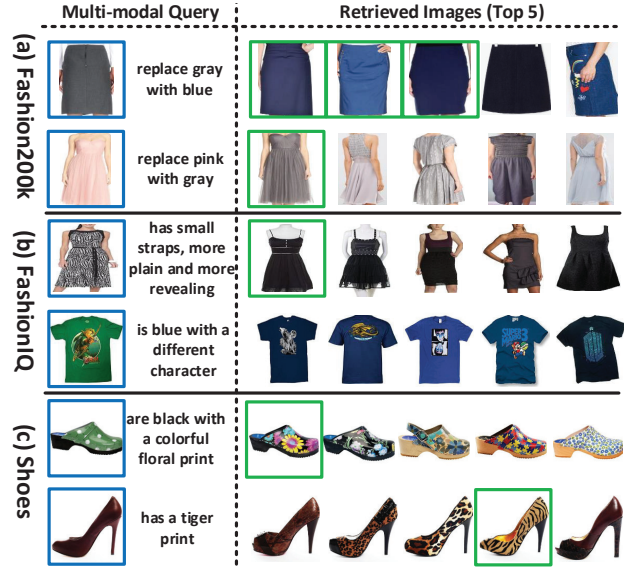 Multi-modal Query
Retrieved Images (Top 5)
(a) Fashion200k
replace gray
with blue
replace pink
with gray
(b) FashionIQ
has small
straps, more
plain and more
revealing
is blue with a
different
character
(c) Shoes
are black with
a colorful
floral print
has a tiger
print